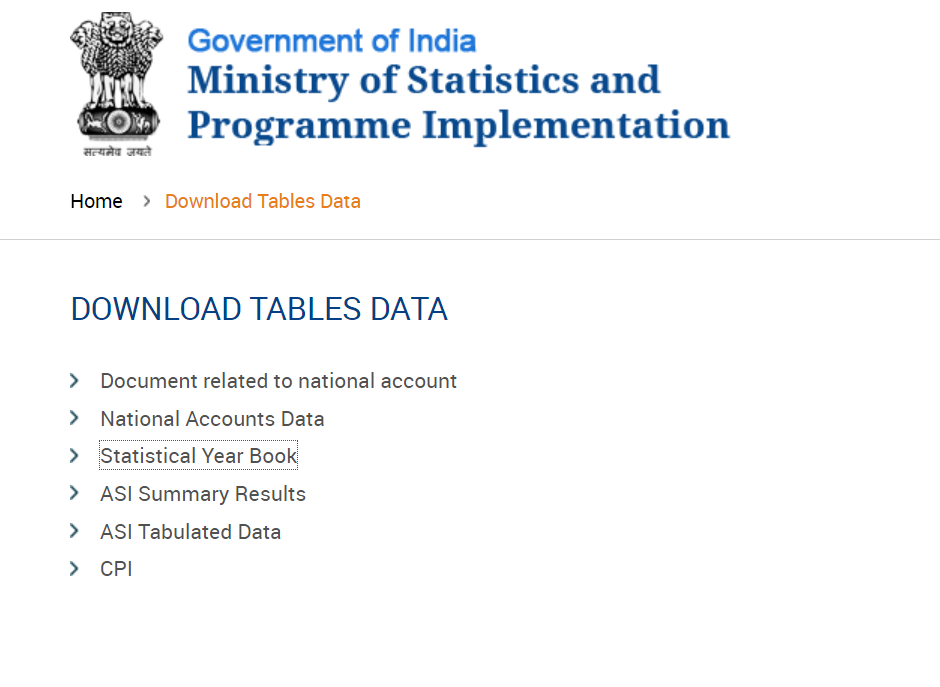 Government of India
Ministry of Statistics and
Programme Implementation
सत्यमेव जयते
Home > Download Tables Data
DOWNLOAD TABLES DATA
Document related to national account
National Accounts Data
Statistical Year Book
ASI Summary Results
ASI Tabulated Data
CPI